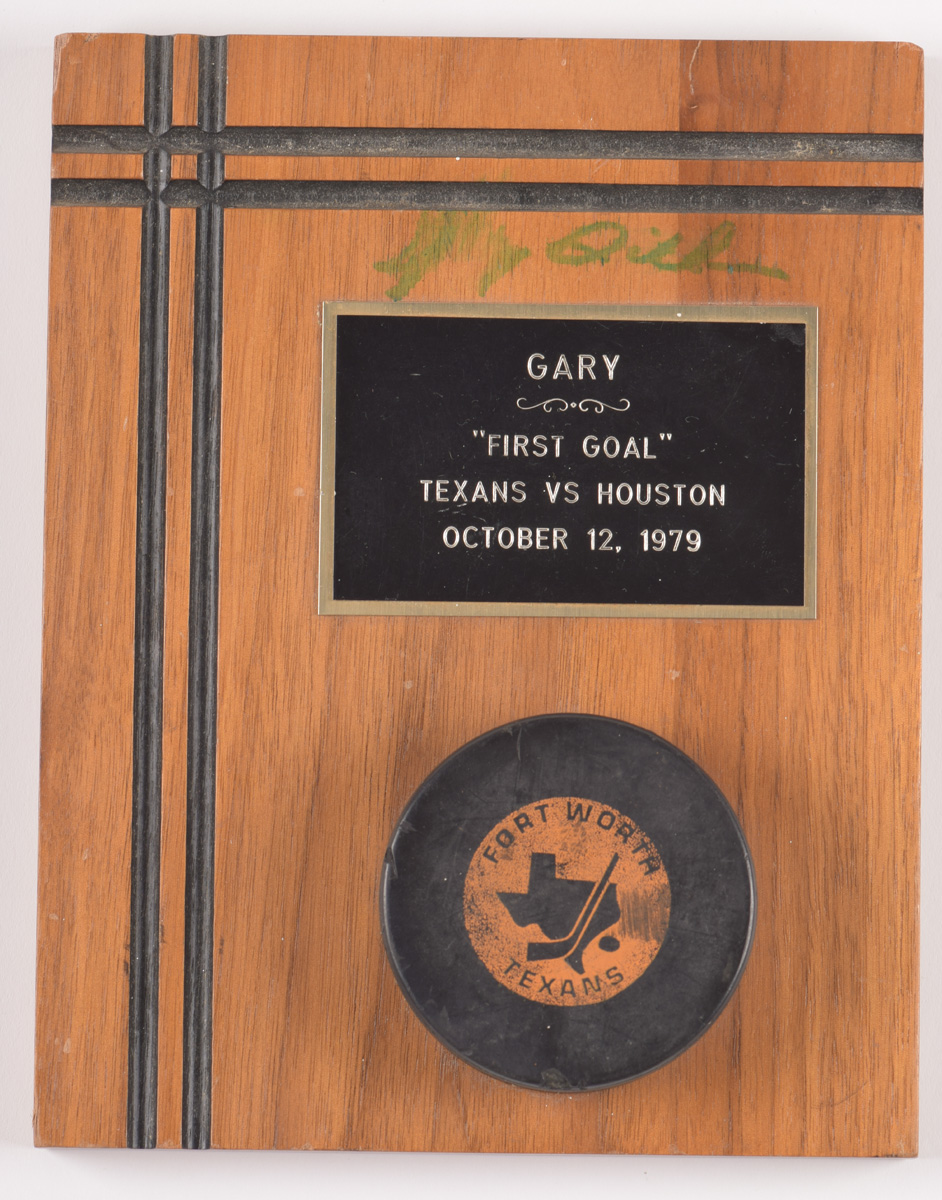 GARY
"FIRST GOAL"
TEXANS VS HOUSTON
OCTOBER 12, 1979
FORT WORTH
TEXANS